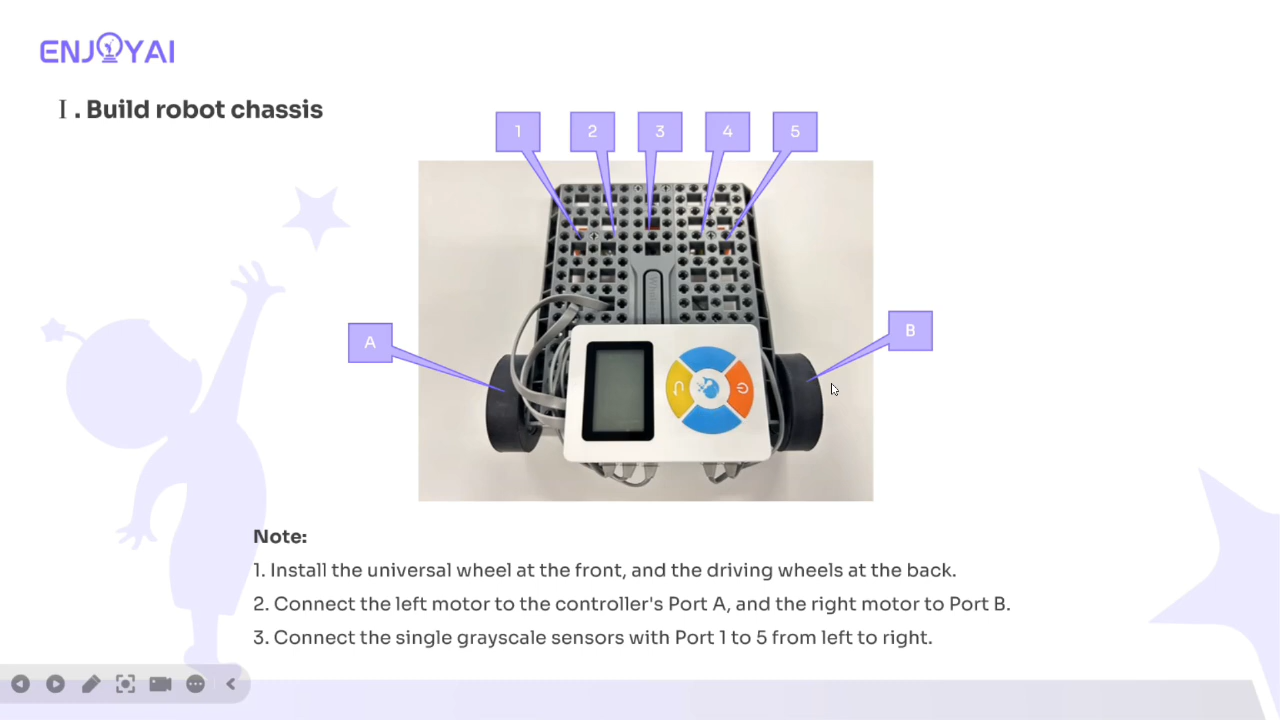 ENJOYAI
Ⅰ. Build robot chassis
1
2
3
4
5
A
B
Note:
1. Install the universal wheel at the front, and the driving wheels at the back.
2. Connect the left motor to the controller's Port A, and the right motor to Port B.
3. Connect the single grayscale sensors with Port 1 to 5 from left to right.